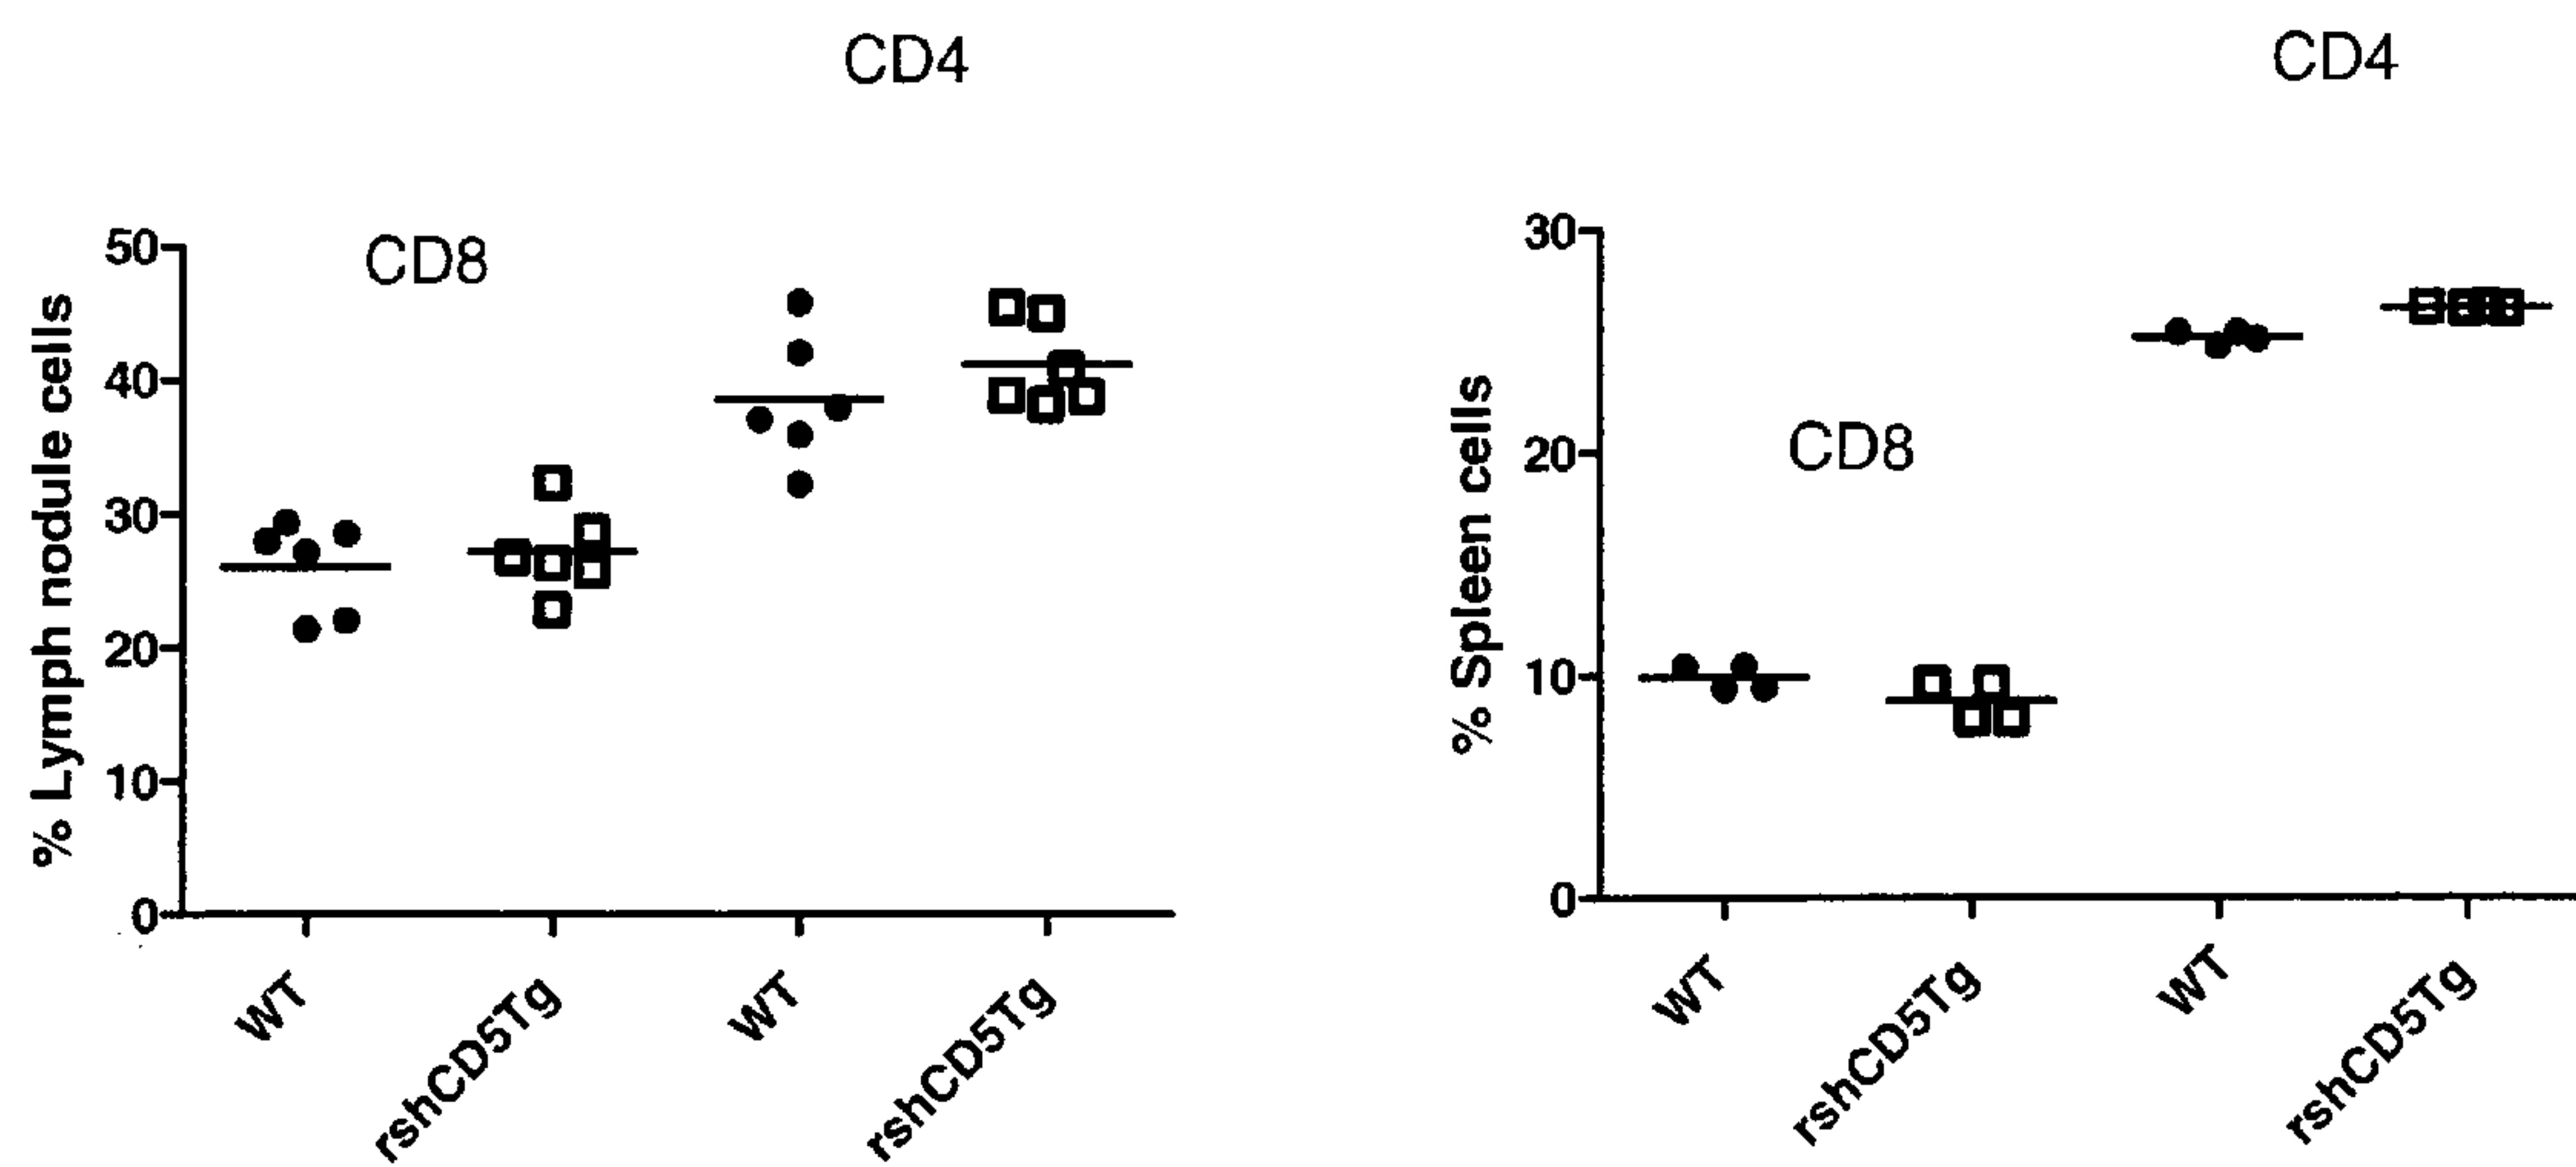 CD4
CD8
% Lymph nodule cells
50
40
30
20
10
0
WT
rshCD5Tg
WT
rshCD5Tg
CD4
CD8
% Spleen cells
30
20
10
0
WT
rshCD5Tg
WT
rshCD5Tg